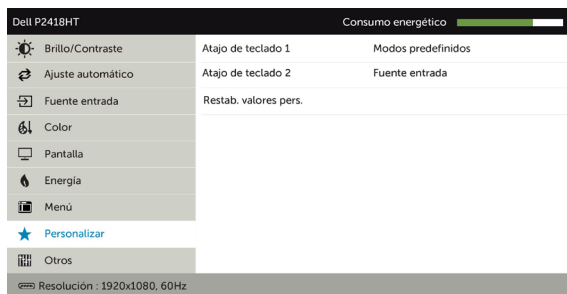 Dell P2418HT Consumo energético
Brillo/Contraste Atajo de teclado 1 Modos predefinidos
Ajuste automático Atajo de teclado 2 Fuente entrada
Fuente entrada Restab. valores pers.
Color
Pantalla
Energía
Menú
Personalizar
Otros
Resolución : 1920x1080, 60Hz